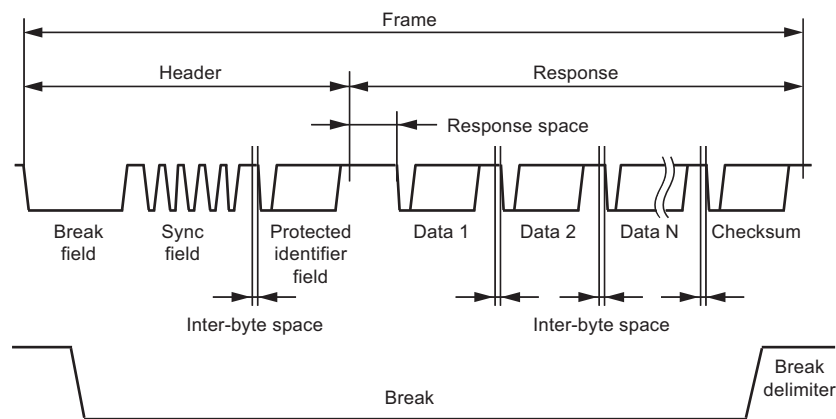 Frame
Header
Response
Response space
Break
field
Sync
field
Protected
identifier
field
Data 1
Data 2
Data N
Checksum
Inter-byte space
Inter-byte space
Break
Break
delimiter